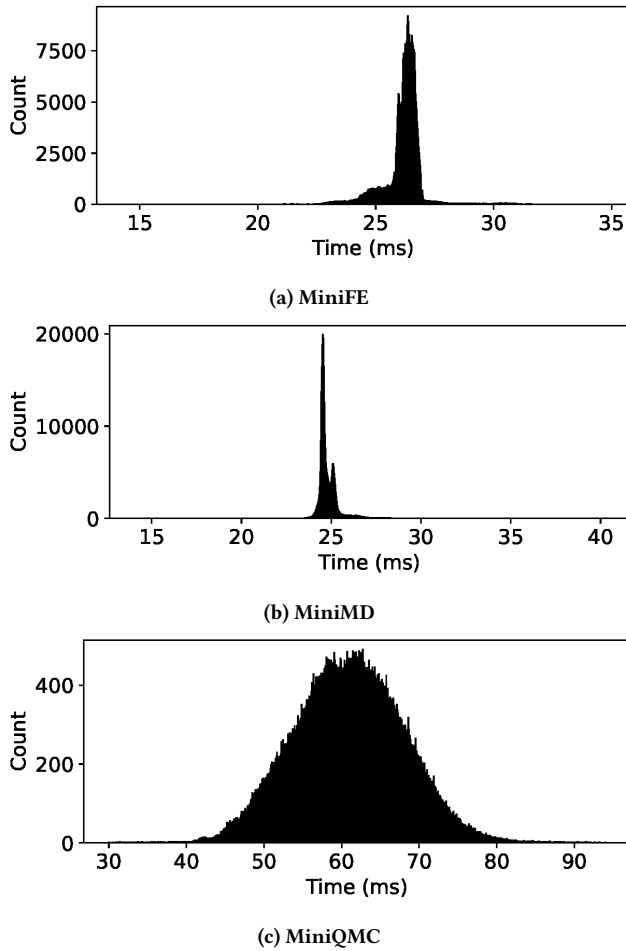 7500
5000
2500
0
Count
15 20 25 30 35
Time (ms)
(a) MiniFE
20000
10000
0
Count
15 20 25 30 35 40
Time (ms)
(b) MiniMD
400
200
0
Count
30 40 50 60 70 80 90
Time (ms)
(c) MiniQMC